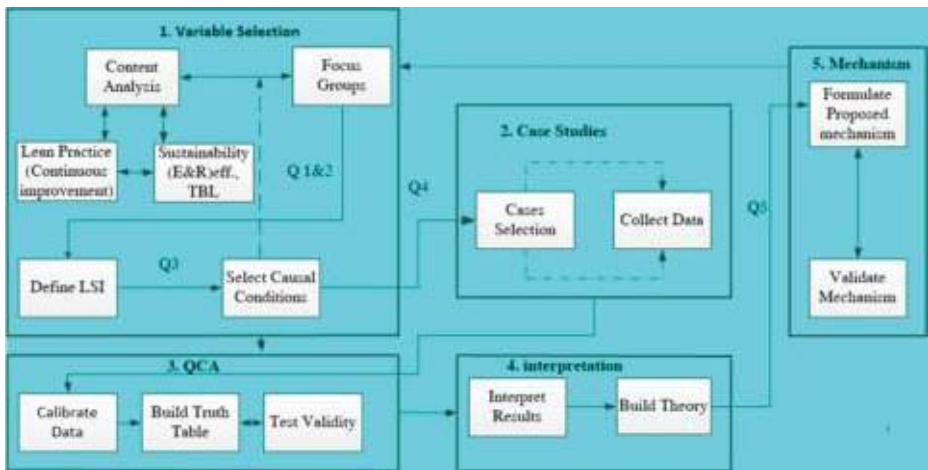 1. Variable Selection
Content
Analysis
Focus
Groups
Lean Practice
(Continuous
improvement)
Sustainability
(E&R)eff.,
TBL
Q 1&2
Define LSI
Q3
Select Causal
Conditions
Q4
2. Case Studies
Cases
Selection
Collect Data
Q5
5. Mechanism
Formulate
Proposed
mechanism
Validate
Mechanism
3. QCA
Calibrate
Data
Build Truth
Table
Test Validity
4. interpretation
Interpret
Results
Build Theory